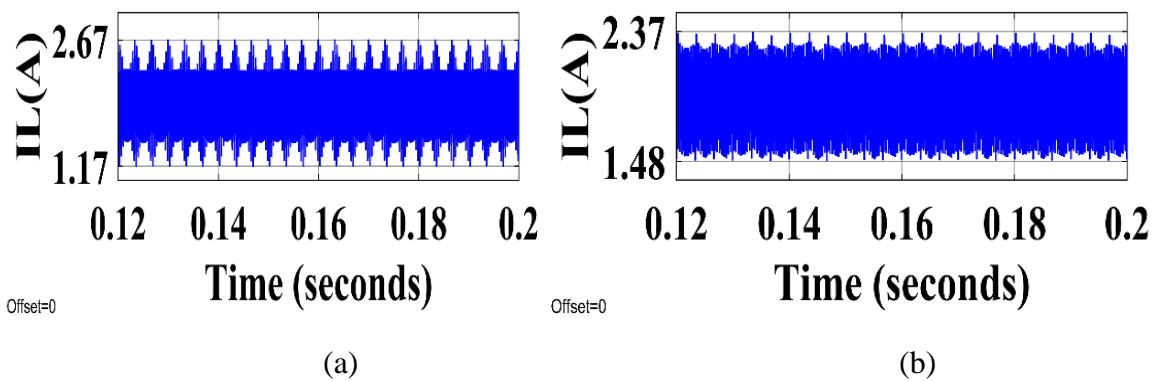 IL(A)
2.67
1.17
0.12 0.14 0.16 0.18 0.2
Time (seconds)
Offset=0
(a)
IL(A)
2.37
1.48
0.12 0.14 0.16 0.18 0.2
Time (seconds)
Offset=0
(b)